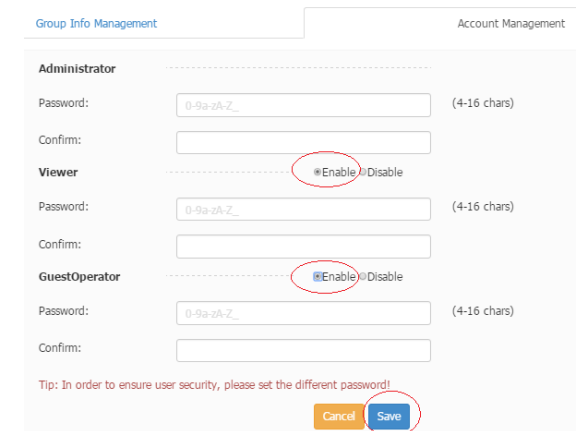 Group Info Management Account Management
Administrator
Password: 0-9a-zA-Z_ (4-16 chars)
Confirm:
Viewer Enable Disable
Password: 0-9a-zA-Z_ (4-16 chars)
Confirm:
GuestOperator Enable Disable
Password: 0-9a-zA-Z_ (4-16 chars)
Confirm:
Tip: In order to ensure user security, please set the different password!
Cancel Save